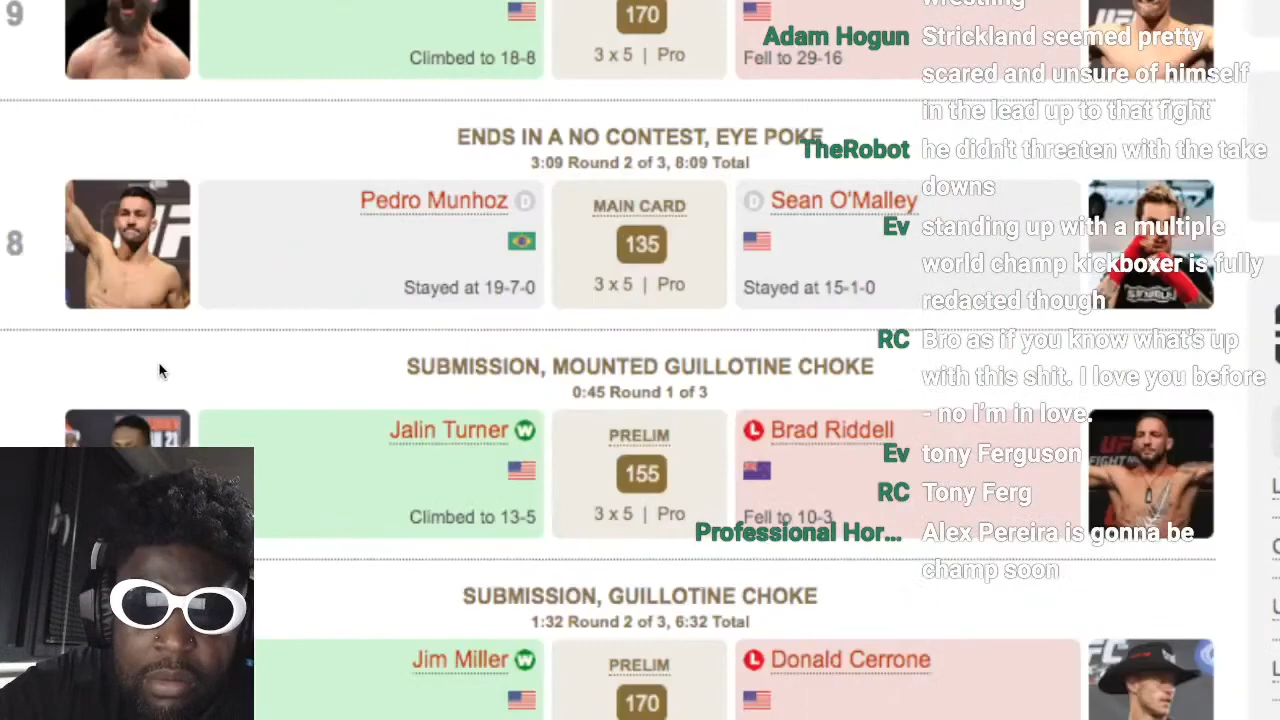 9
170
Climbed to 18-8
3 x 5 | Pro
Fell to 29-16
wrestling
Adam Hogun Strickland seemed pretty
scared and unsure of himself
in the lead up to that fight
ENDS IN A NO CONTEST, EYE POKE
3:09 Round 2 of 3, 8:09 Total
TheRobot he didn't threaten with the take
downs
8
Pedro Munhoz D
MAIN CARD
D Sean O'Malley
135
Stayed at 19-7-0
3 x 5 | Pro
Stayed at 15-1-0
Ev standing up with a multiple
world champ kickboxer is fully
redacted though
RC Bro as if you know what's up
with this shit. I love you before
SUBMISSION, MOUNTED GUILLOTINE CHOKE
0:45 Round 1 of 3
Jalin Turner W
PRELIM
L Brad Riddell
155
Climbed to 13-5
3 x 5 | Pro
Fell to 10-3
Ev tony Ferguson
RC Tony Ferg
Professional Hor... Alex Pereira is gonna be
champ soon
SUBMISSION, GUILLOTINE CHOKE
1:32 Round 2 of 3, 6:32 Total
Jim Miller W
PRELIM
L Donald Cerrone
170